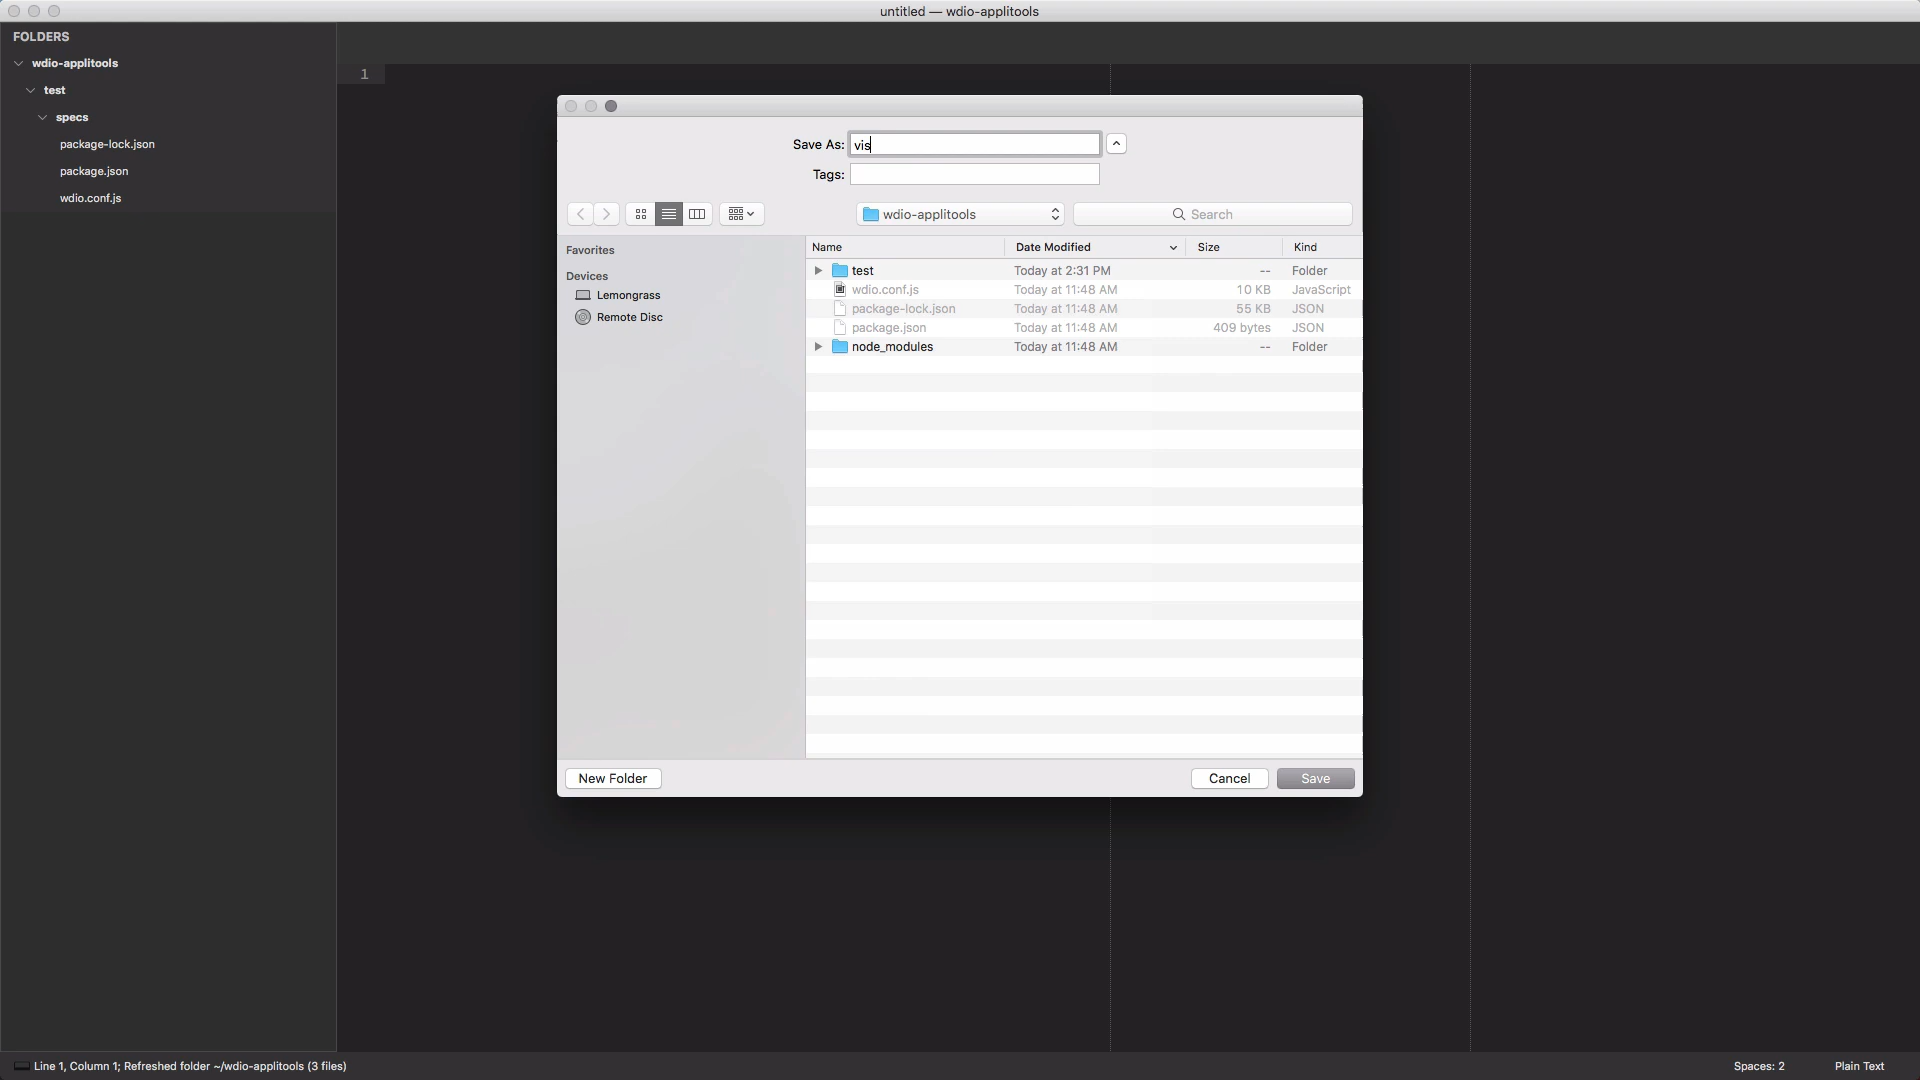 untitled — wdio-applitools
FOLDERS
wdio-applitools
test
specs
package-lock.json
package.json
wdio.conf.js
1
Save As: vis
Tags:
wdio-applitools
Search
Favorites
Devices
Lemongrass
Remote Disc
Name Date Modified Size Kind
test Today at 2:31 PM -- Folder
wdio.conf.js Today at 11:48 AM 10 KB JavaScript
package-lock.json Today at 11:48 AM 55 KB JSON
package.json Today at 11:48 AM 409 bytes JSON
node_modules Today at 11:48 AM -- Folder
New Folder Cancel Save
Line 1, Column 1; Refreshed folder ~/wdio-applitools (3 files) Spaces: 2 Plain Text